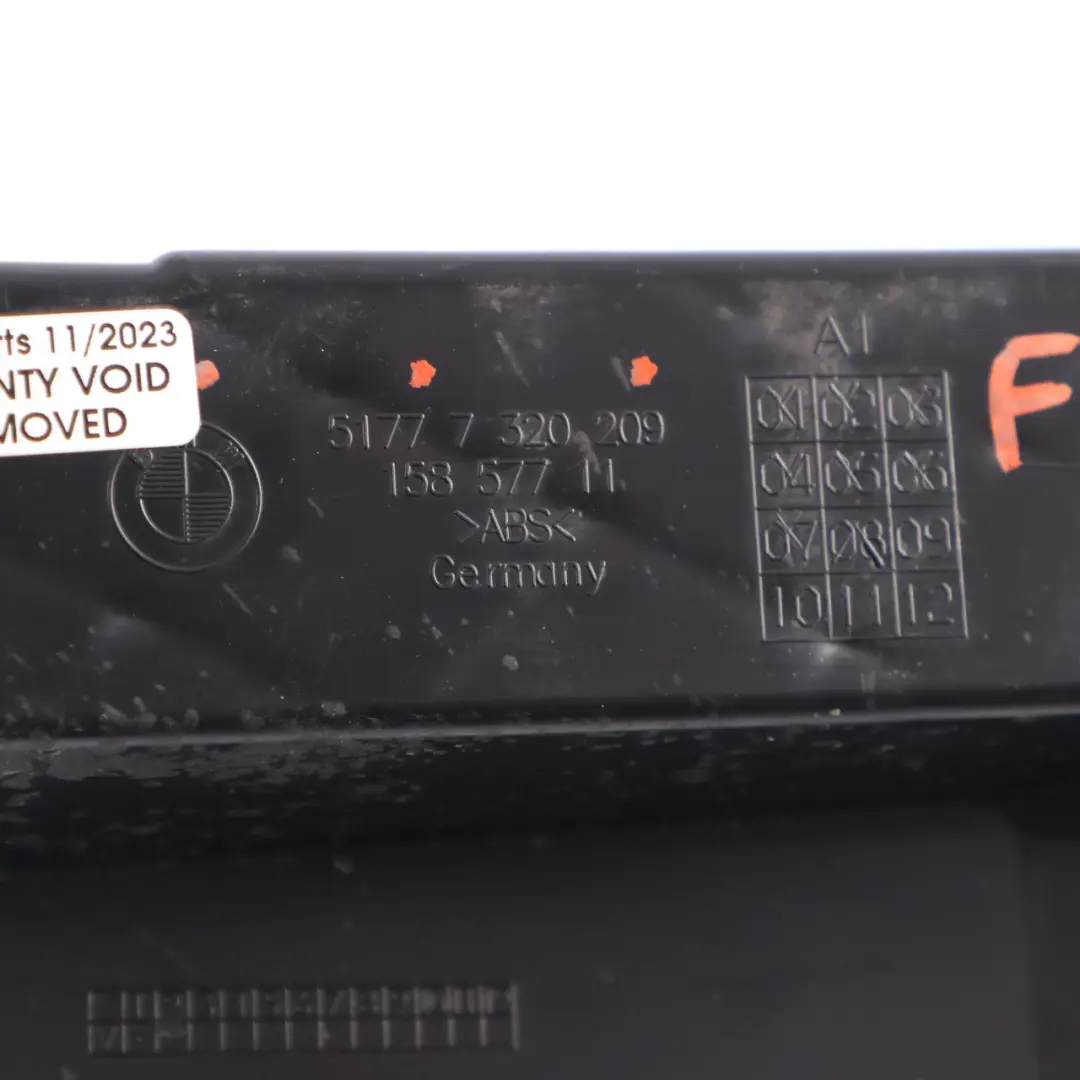 rts 11/2023
NTY VOID
MOVED
51777 7 320 209
158 577 11
>ABS<
Germany
A1
01 02 03
04 05 06
07 08 09
10 11 12
F